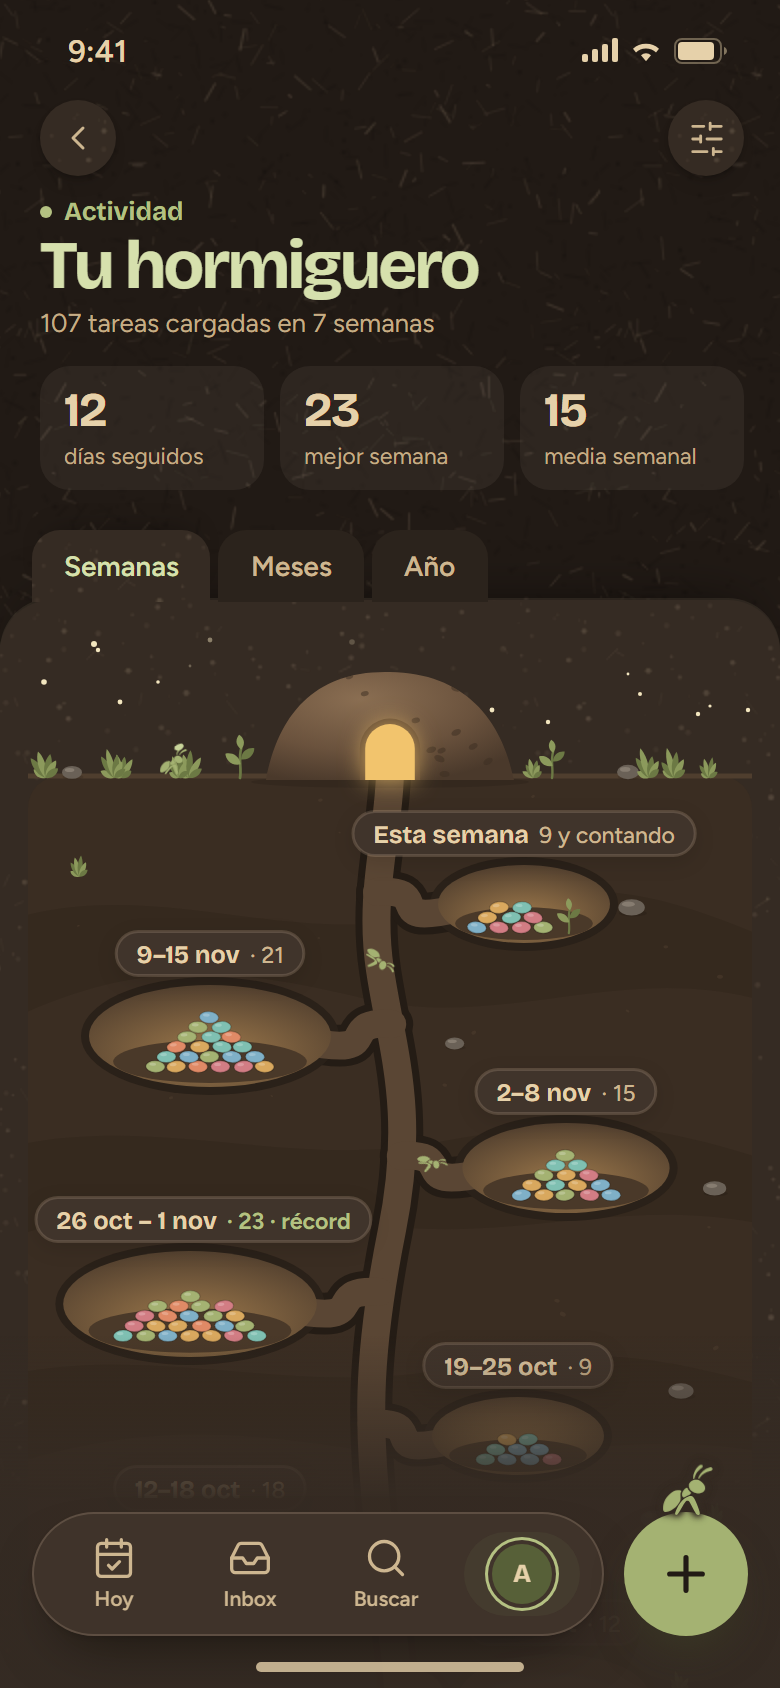 9:41
Actividad
Tu hormiguero
107 tareas cargadas en 7 semanas
12
días seguidos
23
mejor semana
15
media semanal
Semanas
Meses
Año
Esta semana 9 y contando
9–15 nov · 21
2–8 nov · 15
26 oct – 1 nov · 23 · récord
19–25 oct · 9
12–18 oct · 18
Hoy
Inbox
Buscar
A
· 12